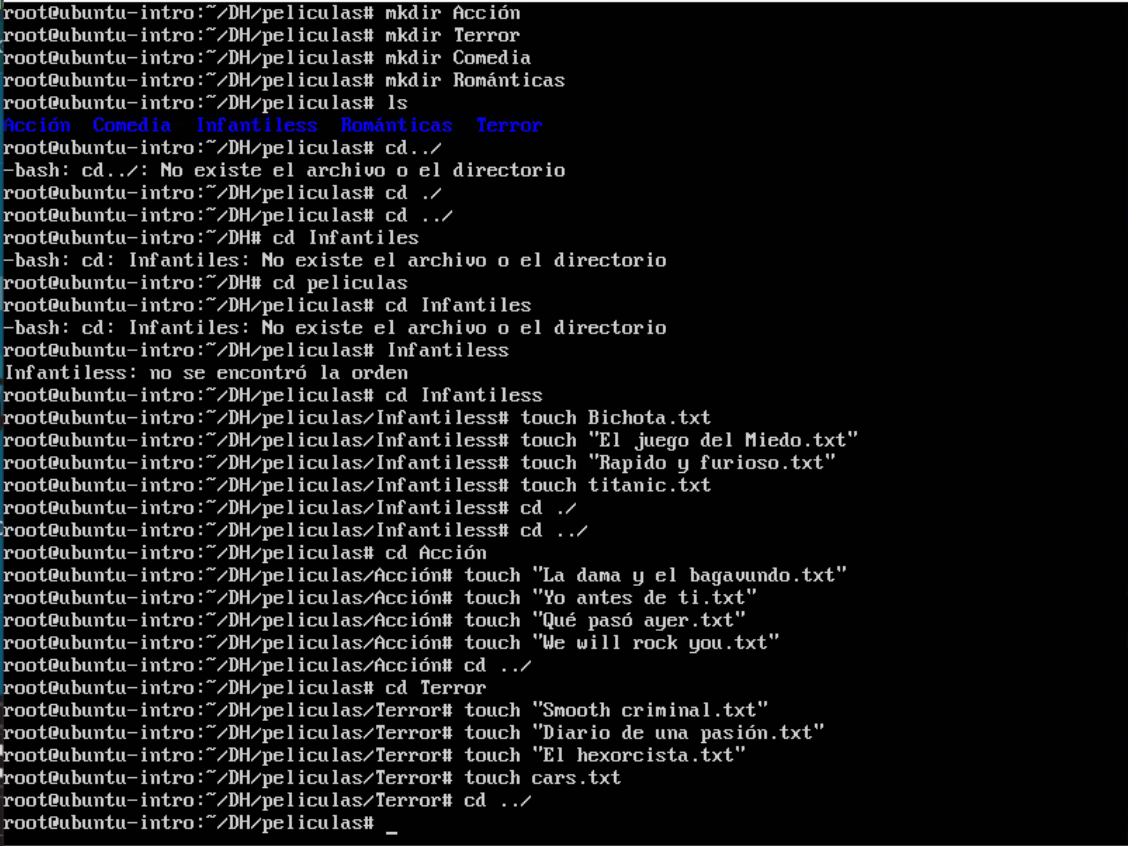 root@ubuntu-intro:~/DH/peliculas# mkdir Acción
root@ubuntu-intro:~/DH/peliculas# mkdir Terror
root@ubuntu-intro:~/DH/peliculas# mkdir Comedia
root@ubuntu-intro:~/DH/peliculas# mkdir Románticas
root@ubuntu-intro:~/DH/peliculas# ls
Acción  Comedia  Infantiless  Románticas  Terror
root@ubuntu-intro:~/DH/peliculas# cd../
-bash: cd../: No existe el archivo o el directorio
root@ubuntu-intro:~/DH/peliculas# cd ./
root@ubuntu-intro:~/DH/peliculas# cd ../
root@ubuntu-intro:~/DH# cd Infantiles
-bash: cd: Infantiles: No existe el archivo o el directorio
root@ubuntu-intro:~/DH# cd peliculas
root@ubuntu-intro:~/DH/peliculas# cd Infantiles
-bash: cd: Infantiles: No existe el archivo o el directorio
root@ubuntu-intro:~/DH/peliculas# Infantiless
Infantiless: no se encontró la orden
root@ubuntu-intro:~/DH/peliculas# cd Infantiless
root@ubuntu-intro:~/DH/peliculas/Infantiless# touch Bichota.txt
root@ubuntu-intro:~/DH/peliculas/Infantiless# touch "El juego del Miedo.txt"
root@ubuntu-intro:~/DH/peliculas/Infantiless# touch "Rapido y furioso.txt"
root@ubuntu-intro:~/DH/peliculas/Infantiless# touch titanic.txt
root@ubuntu-intro:~/DH/peliculas/Infantiless# cd ./
root@ubuntu-intro:~/DH/peliculas/Infantiless# cd ../
root@ubuntu-intro:~/DH/peliculas# cd Acción
root@ubuntu-intro:~/DH/peliculas/Acción# touch "La dama y el bagavundo.txt"
root@ubuntu-intro:~/DH/peliculas/Acción# touch "Yo antes de ti.txt"
root@ubuntu-intro:~/DH/peliculas/Acción# touch "Qué pasó ayer.txt"
root@ubuntu-intro:~/DH/peliculas/Acción# touch "We will rock you.txt"
root@ubuntu-intro:~/DH/peliculas/Acción# cd ../
root@ubuntu-intro:~/DH/peliculas# cd Terror
root@ubuntu-intro:~/DH/peliculas/Terror# touch "Smooth criminal.txt"
root@ubuntu-intro:~/DH/peliculas/Terror# touch "Diario de una pasión.txt"
root@ubuntu-intro:~/DH/peliculas/Terror# touch "El hexorcista.txt"
root@ubuntu-intro:~/DH/peliculas/Terror# touch cars.txt
root@ubuntu-intro:~/DH/peliculas/Terror# cd ../
root@ubuntu-intro:~/DH/peliculas# _